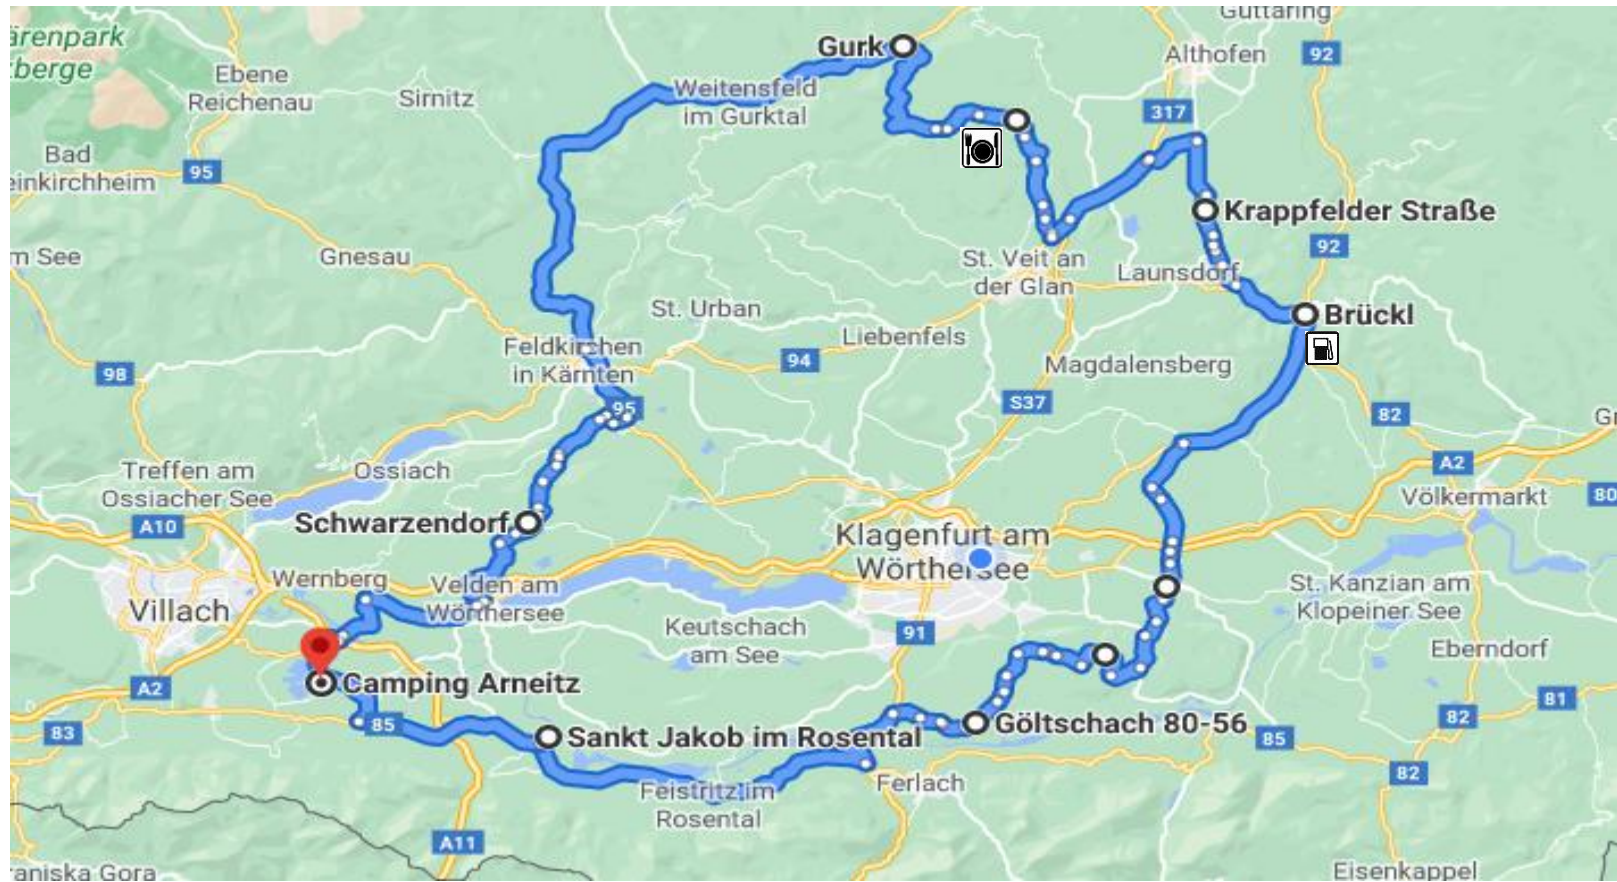 Guttaring
ärenpark
Gurk
kberge
92
Althofen
Ebene
Reichenau
Sirnitz
Weitensfeld
im Gurktal
317
Bad
einkirchheim
95
Krappfelder Straße
m See
Gnesau
92
St. Veit an
der Glan
Launsdorf
St. Urban
Brückl
Liebenfels
Feldkirchen
in Kärnten
94
Magdalensberg
98
S37
95
82
Treffen am
Ossiacher See
Ossiach
A2
Völkermarkt
80
A10
Schwarzendorf
Klagenfurt am
Wörthersee
Wernberg
Velden am
Wörthersee
St. Kanzian am
Klopeiner See
Villach
Keutschach
am See
91
Eberndorf
A2
Camping Arneitz
81
83
85
Sankt Jakob im Rosental
Göltschach 80-56
85
82
82
Feistritz im
Rosental
Ferlach
A11
raniska Gora
Eisenkappel